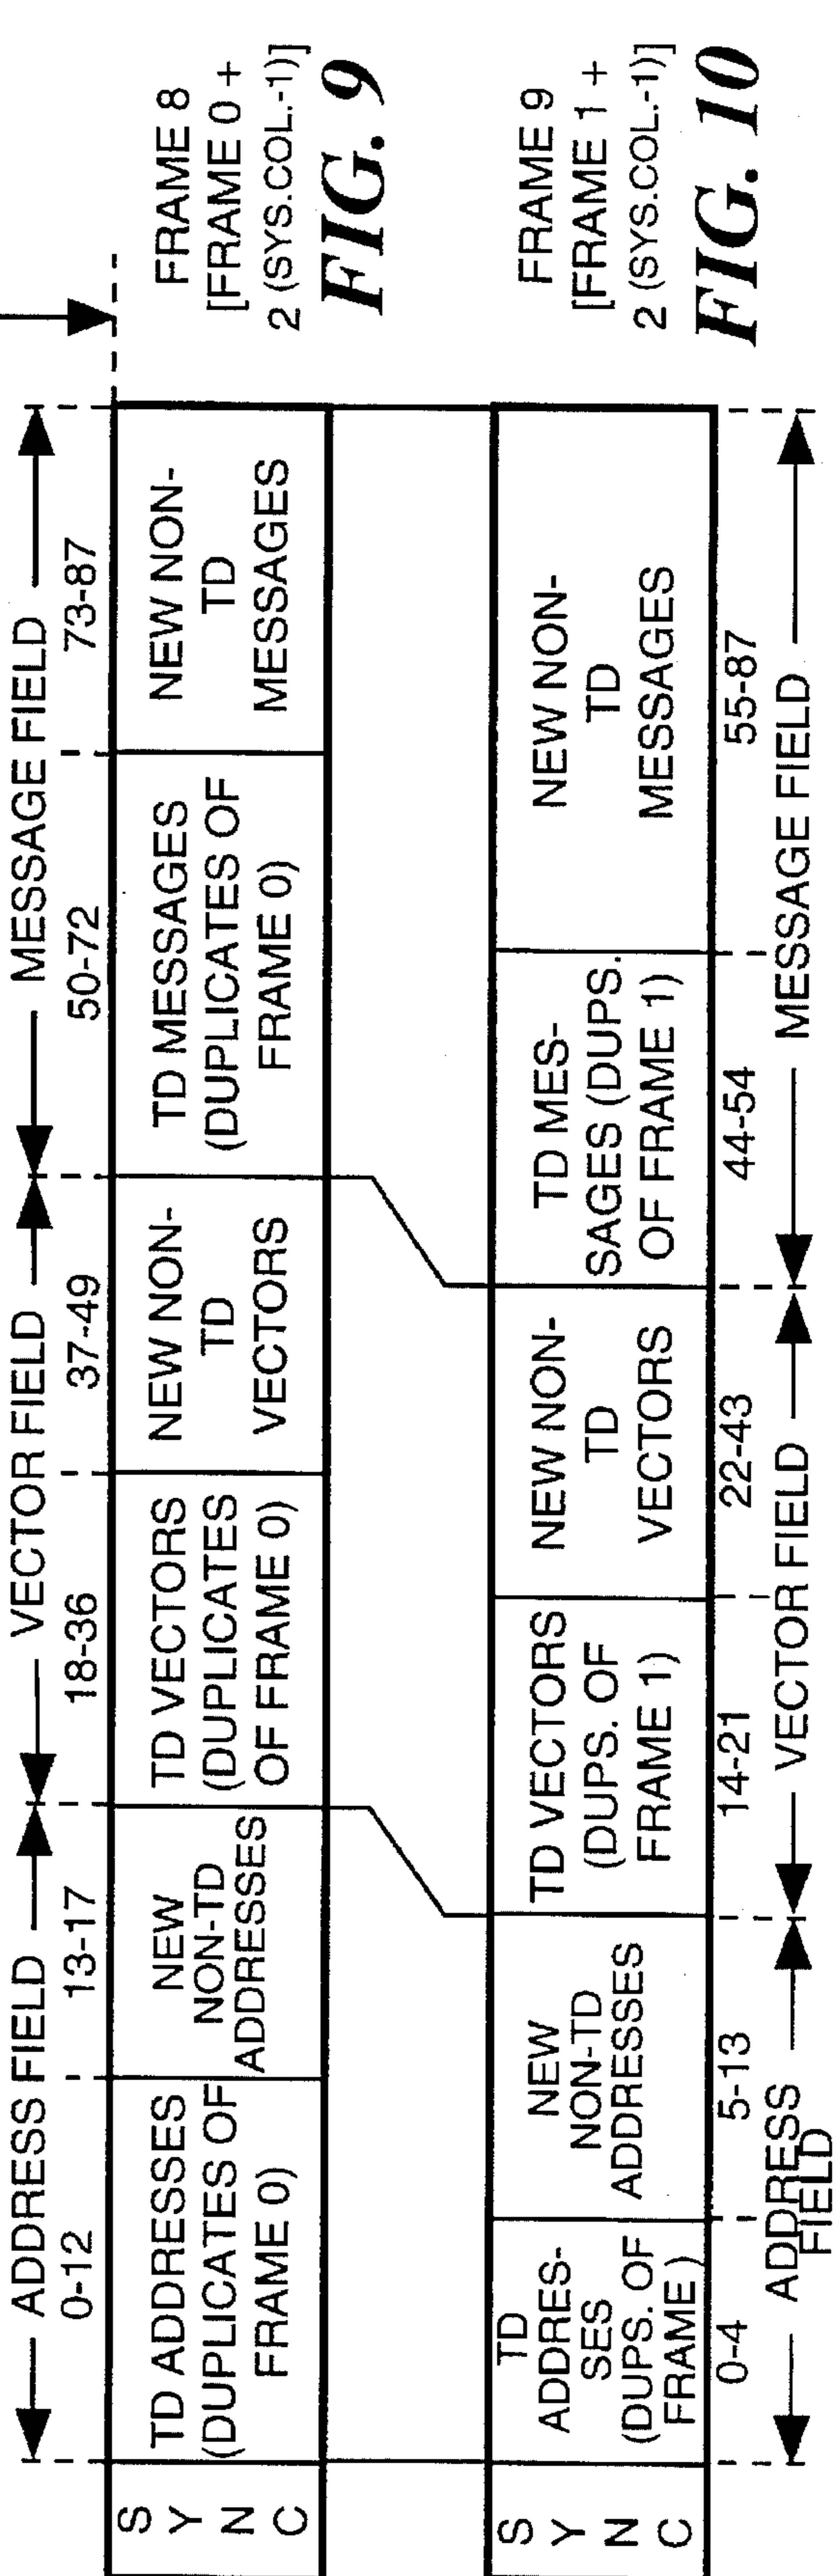 ADDRESS FIELD
VECTOR FIELD
MESSAGE FIELD
0-12
13-17
18-36
37-49
50-72
73-87
S
Y
N
C
TD ADDRESSES
(DUPLICATES OF
FRAME 0)
NEW
NON-TD
ADDRESSES
TD VECTORS
(DUPLICATES
OF FRAME 0)
NEW NON-
TD
VECTORS
TD MESSAGES
(DUPLICATES OF
FRAME 0)
NEW NON-
TD
MESSAGES
FRAME 8
[FRAME 0 +
2 (SYS.COL.-1)]
FIG. 9
S
Y
N
C
TD
ADDRES-
SES
(DUPS. OF
FRAME )
NEW
NON-TD
ADDRESSES
TD VECTORS
(DUPS. OF
FRAME 1)
NEW NON-
TD
VECTORS
TD MES-
SAGES (DUPS.
OF FRAME 1)
NEW NON-
TD
MESSAGES
FRAME 9
[FRAME 1 +
2 (SYS.COL.-1)]
FIG. 10
0-4
5-13
14-21
22-43
44-54
55-87
ADDRESS
FIELD
VECTOR FIELD
MESSAGE FIELD